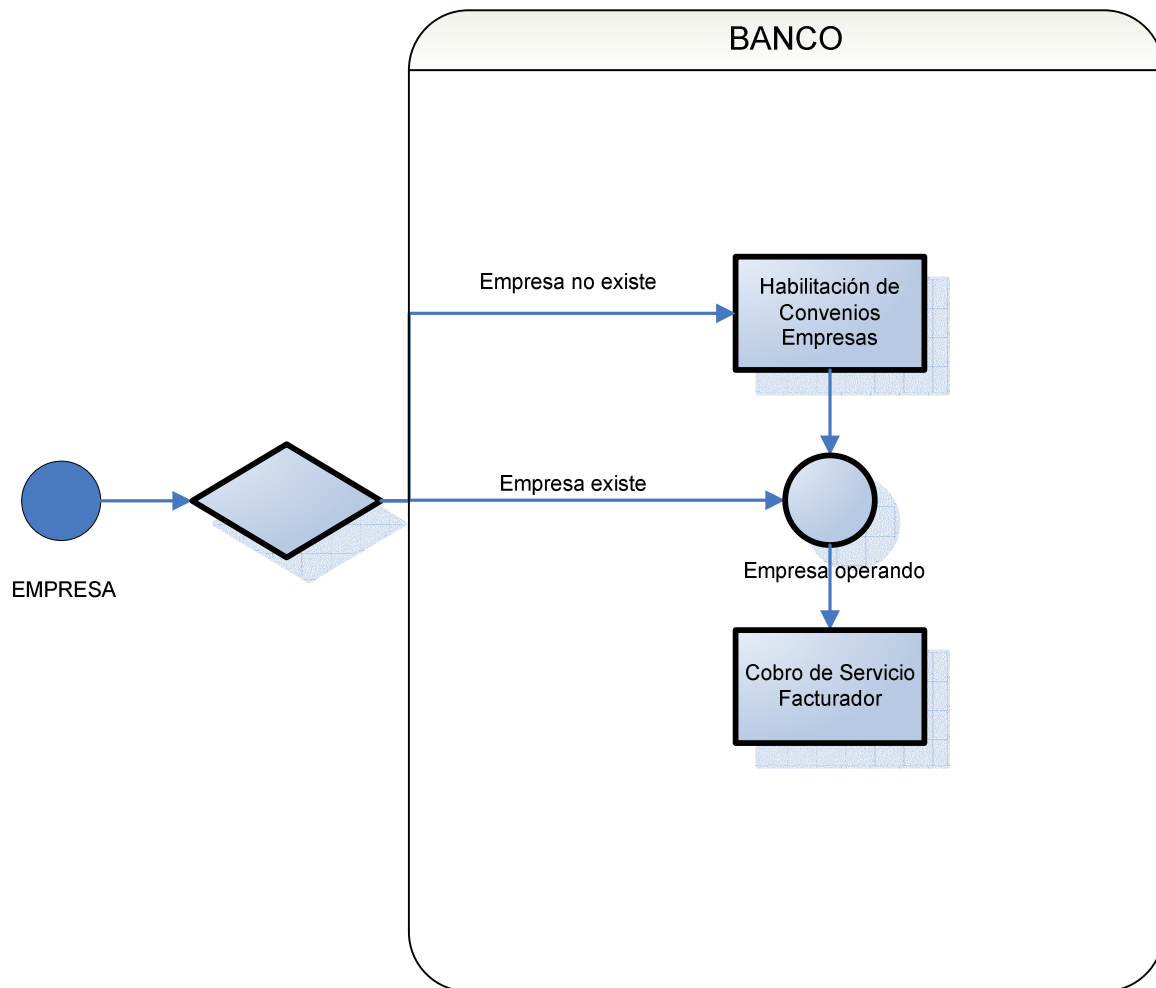 BANCO
Empresa no existe
Habilitación de
Convenios
Empresas
Empresa existe
EMPRESA
Empresa operando
Cobro de Servicio
Facturador